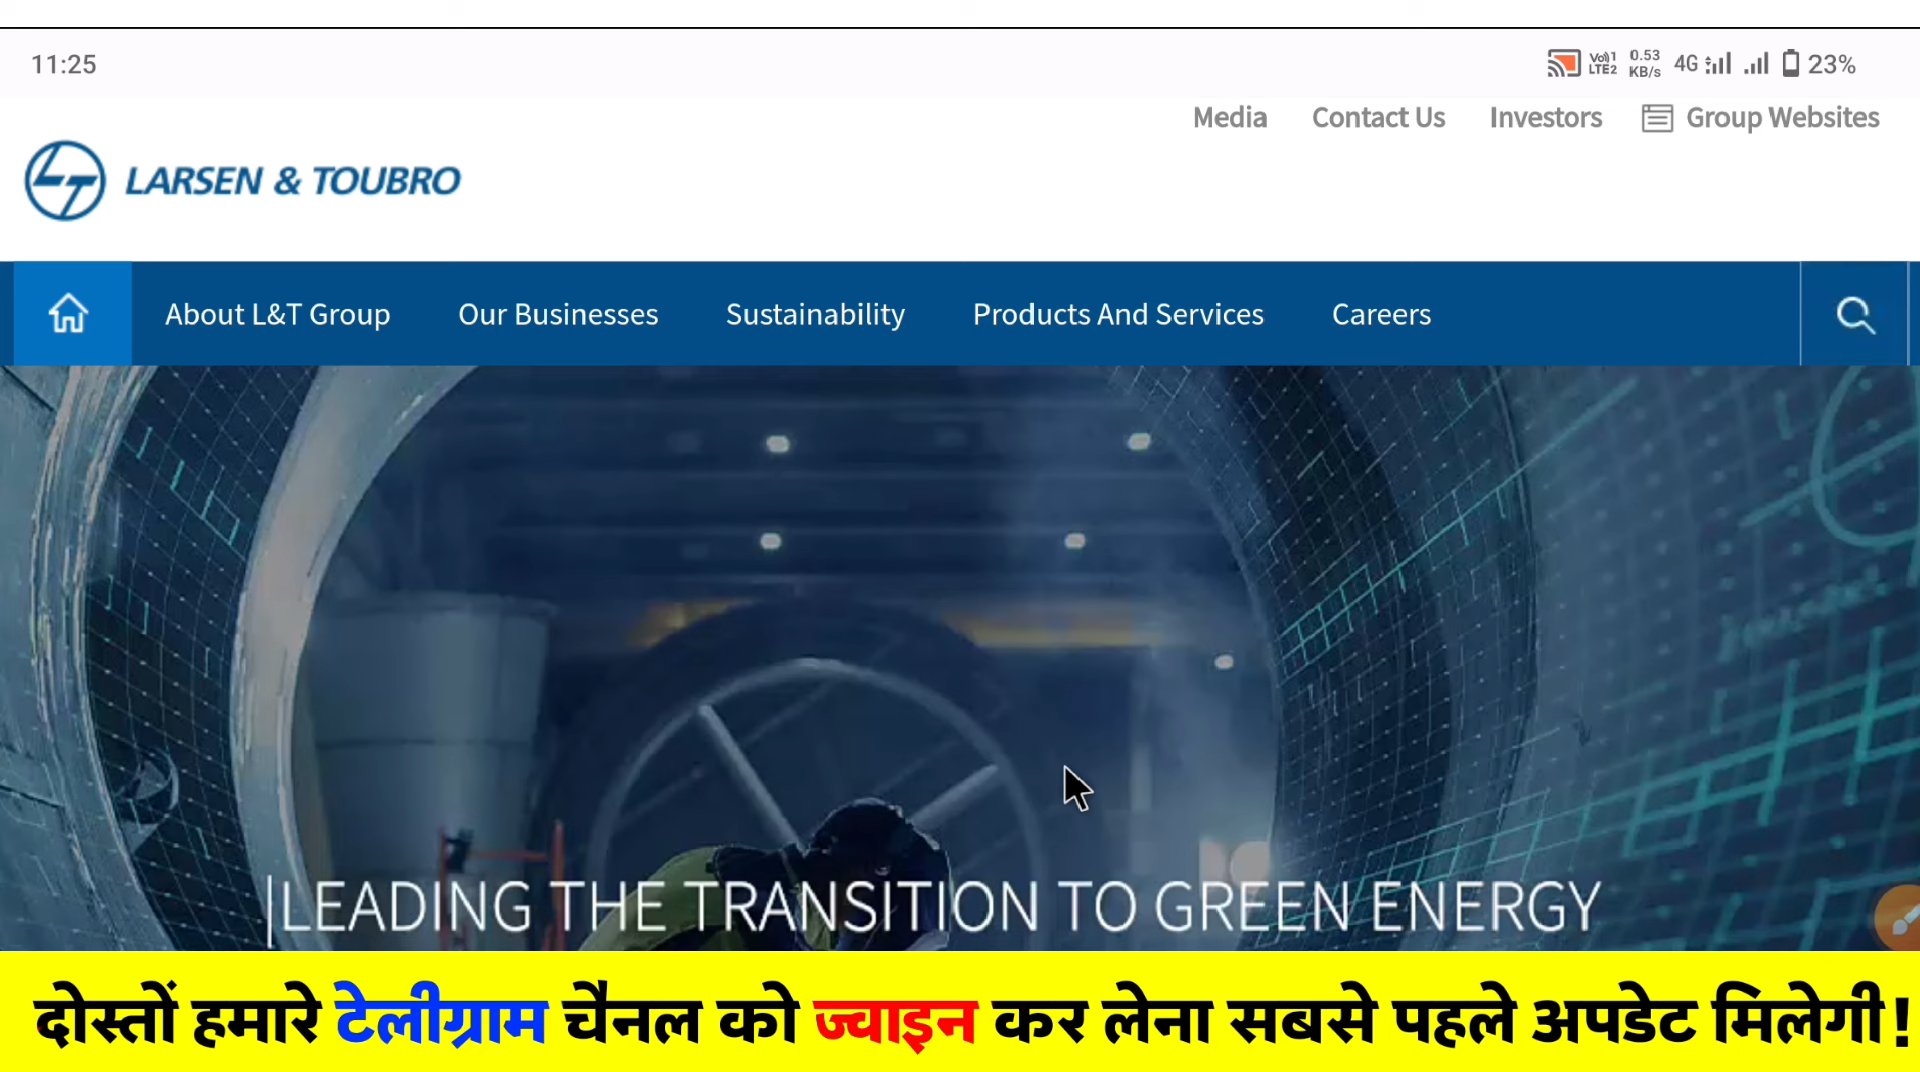 11:25
Vo)) 1
LTE2
0.53
KB/s
4G
23%
Media Contact Us Investors Group Websites
LARSEN & TOUBRO
About L&T Group Our Businesses Sustainability Products And Services Careers
|LEADING THE TRANSITION TO GREEN ENERGY
दोस्तों हमारे टेलीग्राम चैनल को ज्वाइन कर लेना सबसे पहले अपडेट मिलेगी!